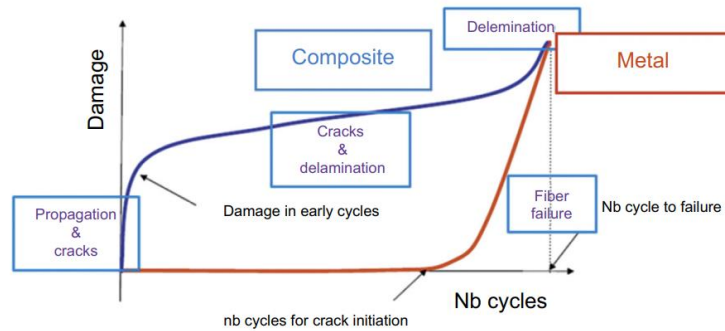 Delemination
Composite
Metal
Damage
Cracks
&
delamination
Propagation
&
cracks
Damage in early cycles
Fiber
failure
Nb cycle to failure
Nb cycles
nb cycles for crack initiation